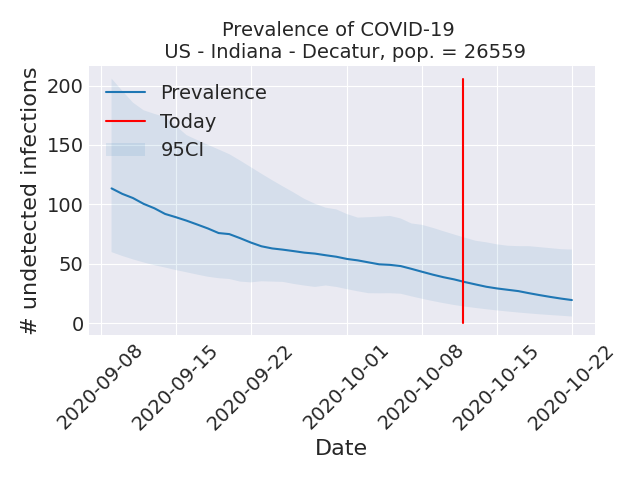 Prevalence of COVID-19
US - Indiana - Decatur, pop. = 26559
# undetected infections
200
150
100
50
0
Prevalence
Today
95CI
2020-09-08
2020-09-15
2020-09-22
2020-10-01
2020-10-08
2020-10-15
2020-10-22
Date